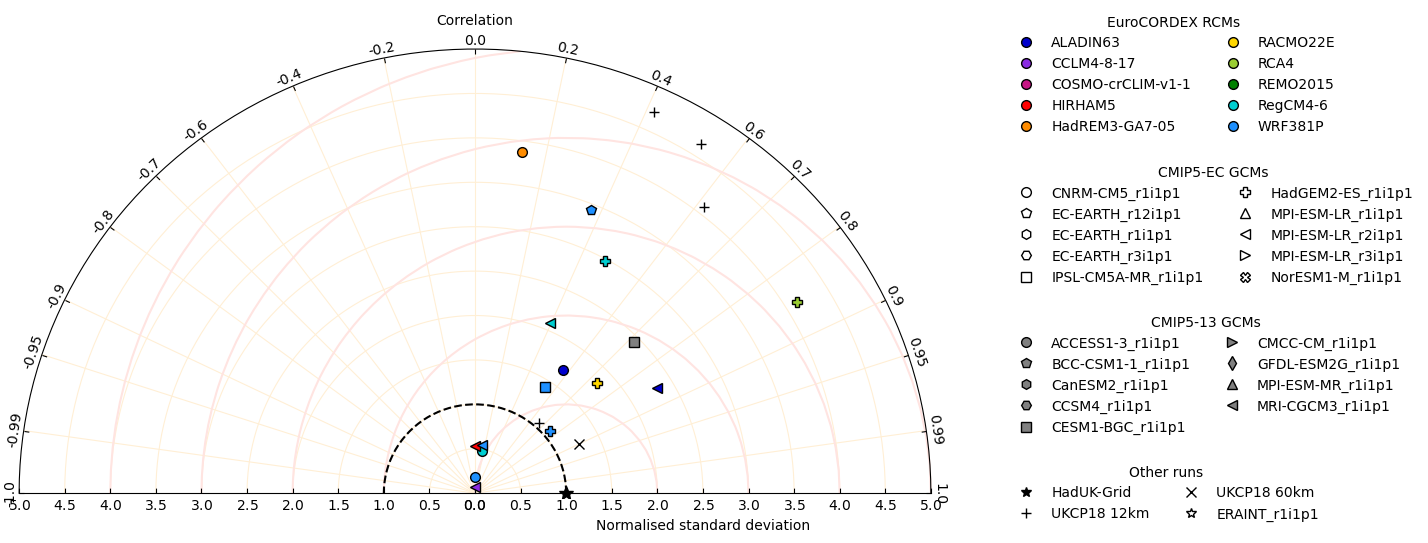 Correlation
-0.2 0.0 0.2
-0.4 0.4
-0.6 0.6
-0.7 0.7
-0.8 0.8
-0.9 0.9
-0.95 0.95
-0.99 0.99
-1.0 1.0
5.0 4.5 4.0 3.5 3.0 2.5 2.0 1.5 1.0 0.5 0.0 0.5 1.0 1.5 2.0 2.5 3.0 3.5 4.0 4.5 5.0
Normalised standard deviation
EuroCORDEX RCMs
ALADIN63 RACMO22E
CCLM4-8-17 RCA4
COSMO-crCLIM-v1-1 REMO2015
HIRHAM5 RegCM4-6
HadREM3-GA7-05 WRF381P
CMIP5-EC GCMs
CNRM-CM5_r1i1p1 HadGEM2-ES_r1i1p1
EC-EARTH_r12i1p1 MPI-ESM-LR_r1i1p1
EC-EARTH_r1i1p1 MPI-ESM-LR_r2i1p1
EC-EARTH_r3i1p1 MPI-ESM-LR_r3i1p1
IPSL-CM5A-MR_r1i1p1 NorESM1-M_r1i1p1
CMIP5-13 GCMs
ACCESS1-3_r1i1p1 CMCC-CM_r1i1p1
BCC-CSM1-1_r1i1p1 GFDL-ESM2G_r1i1p1
CanESM2_r1i1p1 MPI-ESM-MR_r1i1p1
CCSM4_r1i1p1 MRI-CGCM3_r1i1p1
CESM1-BGC_r1i1p1
Other runs
HadUK-Grid UKCP18 60km
UKCP18 12km ERAINT_r1i1p1